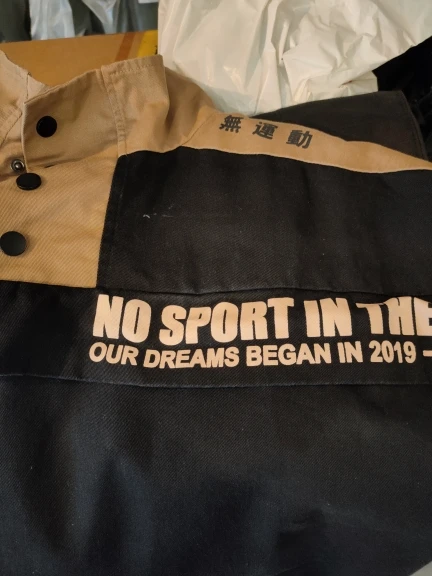 無運動
NO SPORT IN THE
OUR DREAMS BEGAN IN 2019 –